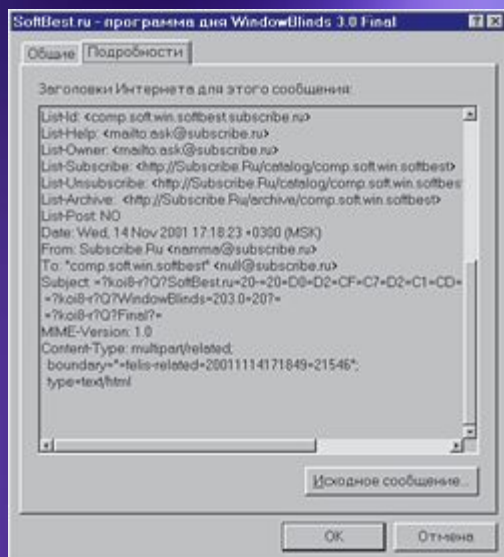 SoftBest.ru - программа дня WindowBlinds 3.0 Final
Общие Подробности
Заголовки Интернета для этого сообщения:
List-Id: <comp.soft.win.softbest.subscribe.ru>
List-Help: <mailto:ask@subscribe.ru>
List-Owner: <mailto:ask@subscribe.ru>
List-Subscribe: <http://Subscribe.Ru/catalog/comp.soft.win.softbest>
List-Unsubscribe: <http://Subscribe.Ru/catalog/comp.soft.win.softbes
List-Archive: <http://Subscribe.Ru/archive/comp.soft.win.softbest>
List-Post: NO
Date: Wed, 14 Nov 2001 17:18:23 +0300 (MSK)
From: Subscribe.Ru <namma@subscribe.ru>
To: "comp.soft.win.softbest" <null@subscribe.ru>
Subject: =?koi8-r?Q?SoftBest.ru=20-=20=D0=D2=CF=C7=D2=C1=CD=
=?koi8-r?Q?WindowBlinds=203.0=20?=
=?koi8-r?Q?Final?=
MIME-Version: 1.0
Content-Type: multipart/related;
boundary="=felis-related=20011114171849=21546";
type=text/html
Исходное сообщение...
OK Отмена